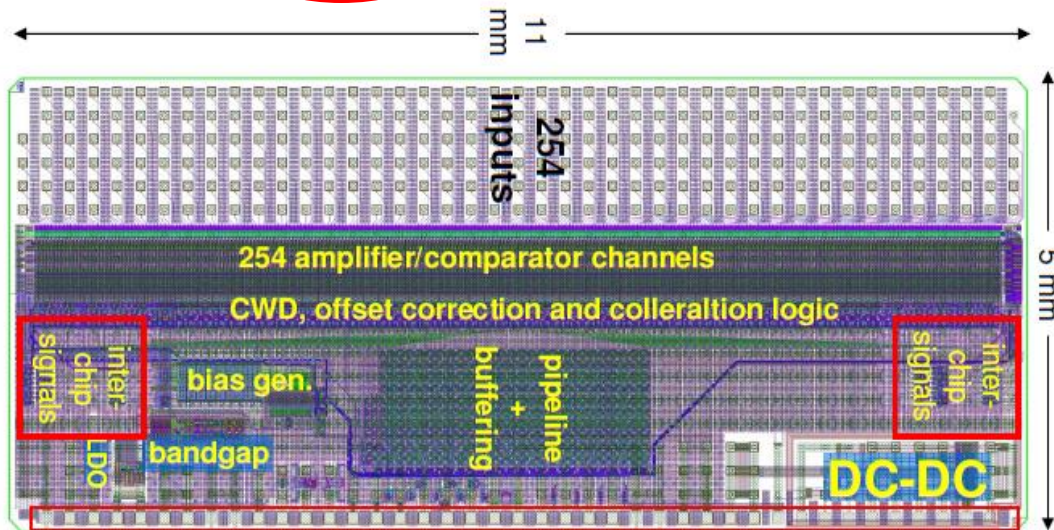 11
mm
254
inputs
5 mm
254 amplifier/comparator channels
CWD, offset correction and colleraltion logic
inter-
chip
signals
bias gen.
pipeline
+
buffering
inter-
chip
signals
LDO
bandgap
DC-DC